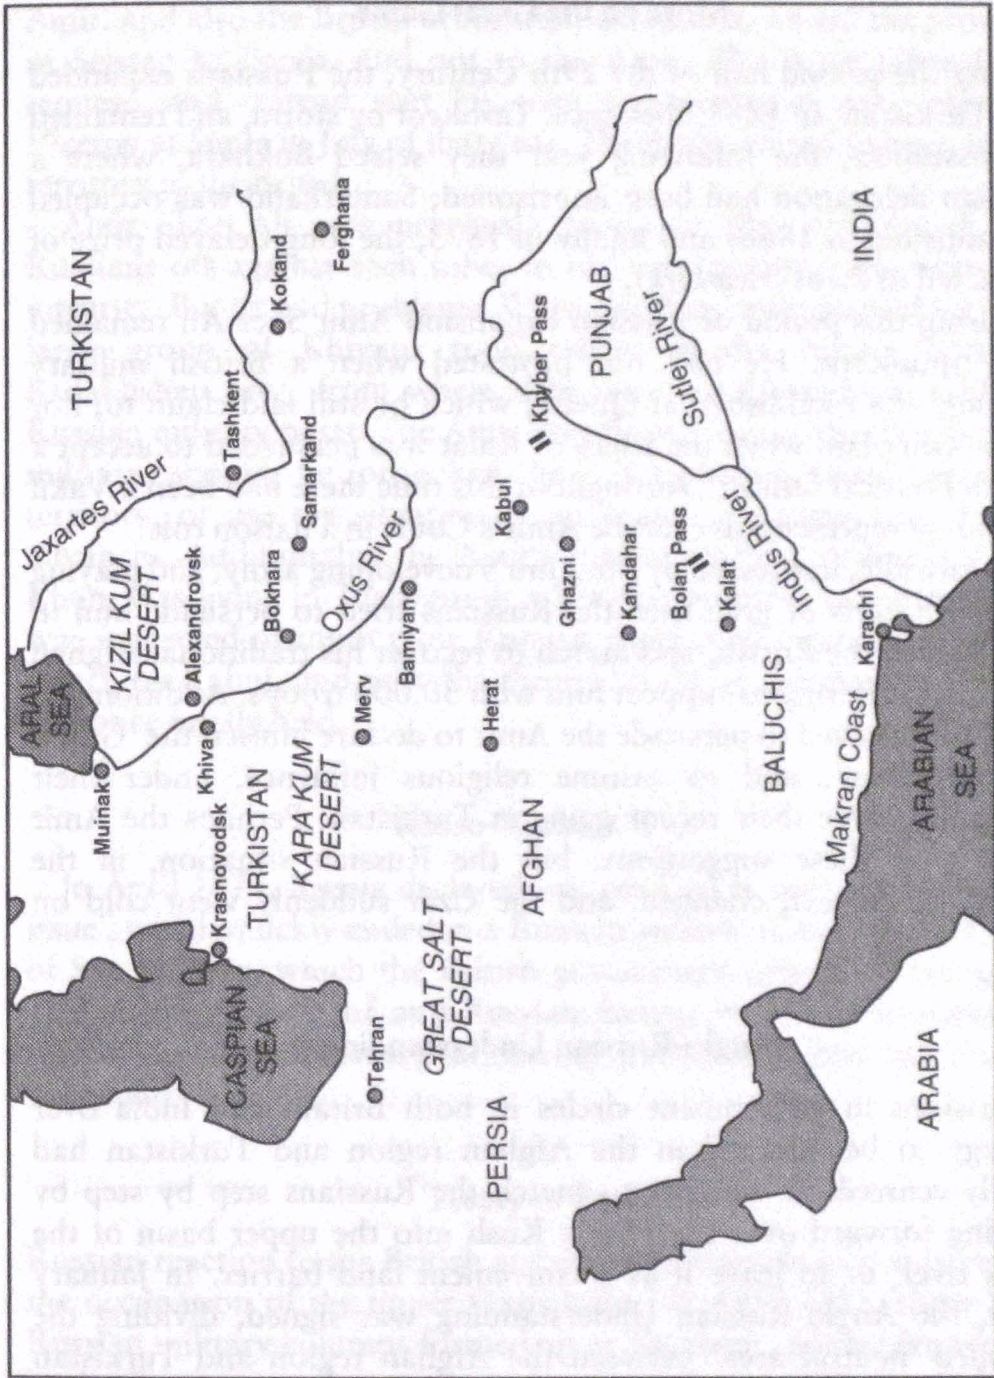 ARAL
SEA
Muinak
KIZIL KUM
DESERT
Jaxartes River
TURKISTAN
CASPIAN
SEA
Krasnovodsk
Khiva
Alexandrovsk
Tashkent
Kokand
Ferghana
TURKISTAN
Bokhara
Samarkand
KARA KUM
DESERT
Oxus River
Tehran
Merv
Bamiyan
GREAT SALT
DESERT
Herat
Kabul
Khyber Pass
PERSIA
AFGHAN
Ghazni
PUNJAB
Kandahar
Bolan Pass
Sutlej River
Kalat
BALUCHIS
Indus River
Makran Coast
Karachi
INDIA
ARABIA
ARABIAN
SEA